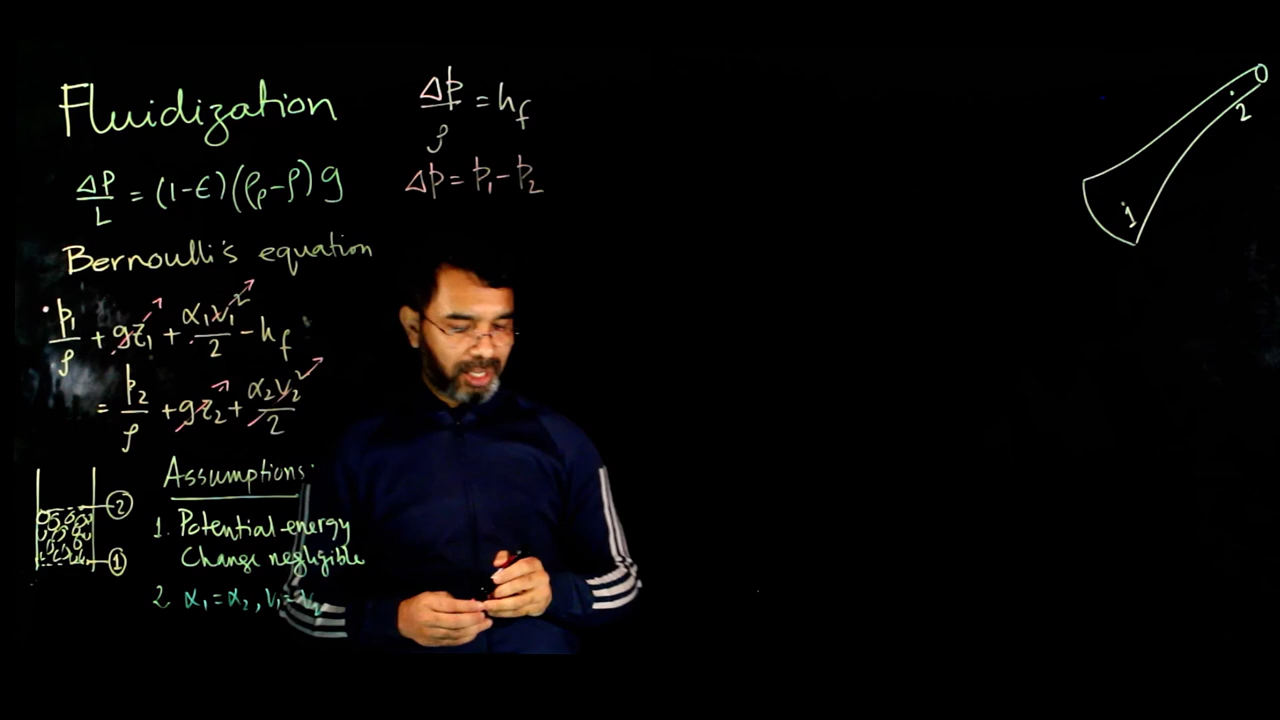 Fluidization
ΔP/L = (1-ϵ)(ρp-ρ)g
Bernoulli's equation
p₁/ρ + gz₁ + α₁v₁²/2 - hf
= p₂/ρ + gz₂ + α₂v₂²/2
2
1
Assumptions:
1. Potential energy
Change negligible
2. α₁=α₂, V₁=V₂
Δp/ρ = hf
Δp = p₁-p₂
2
1